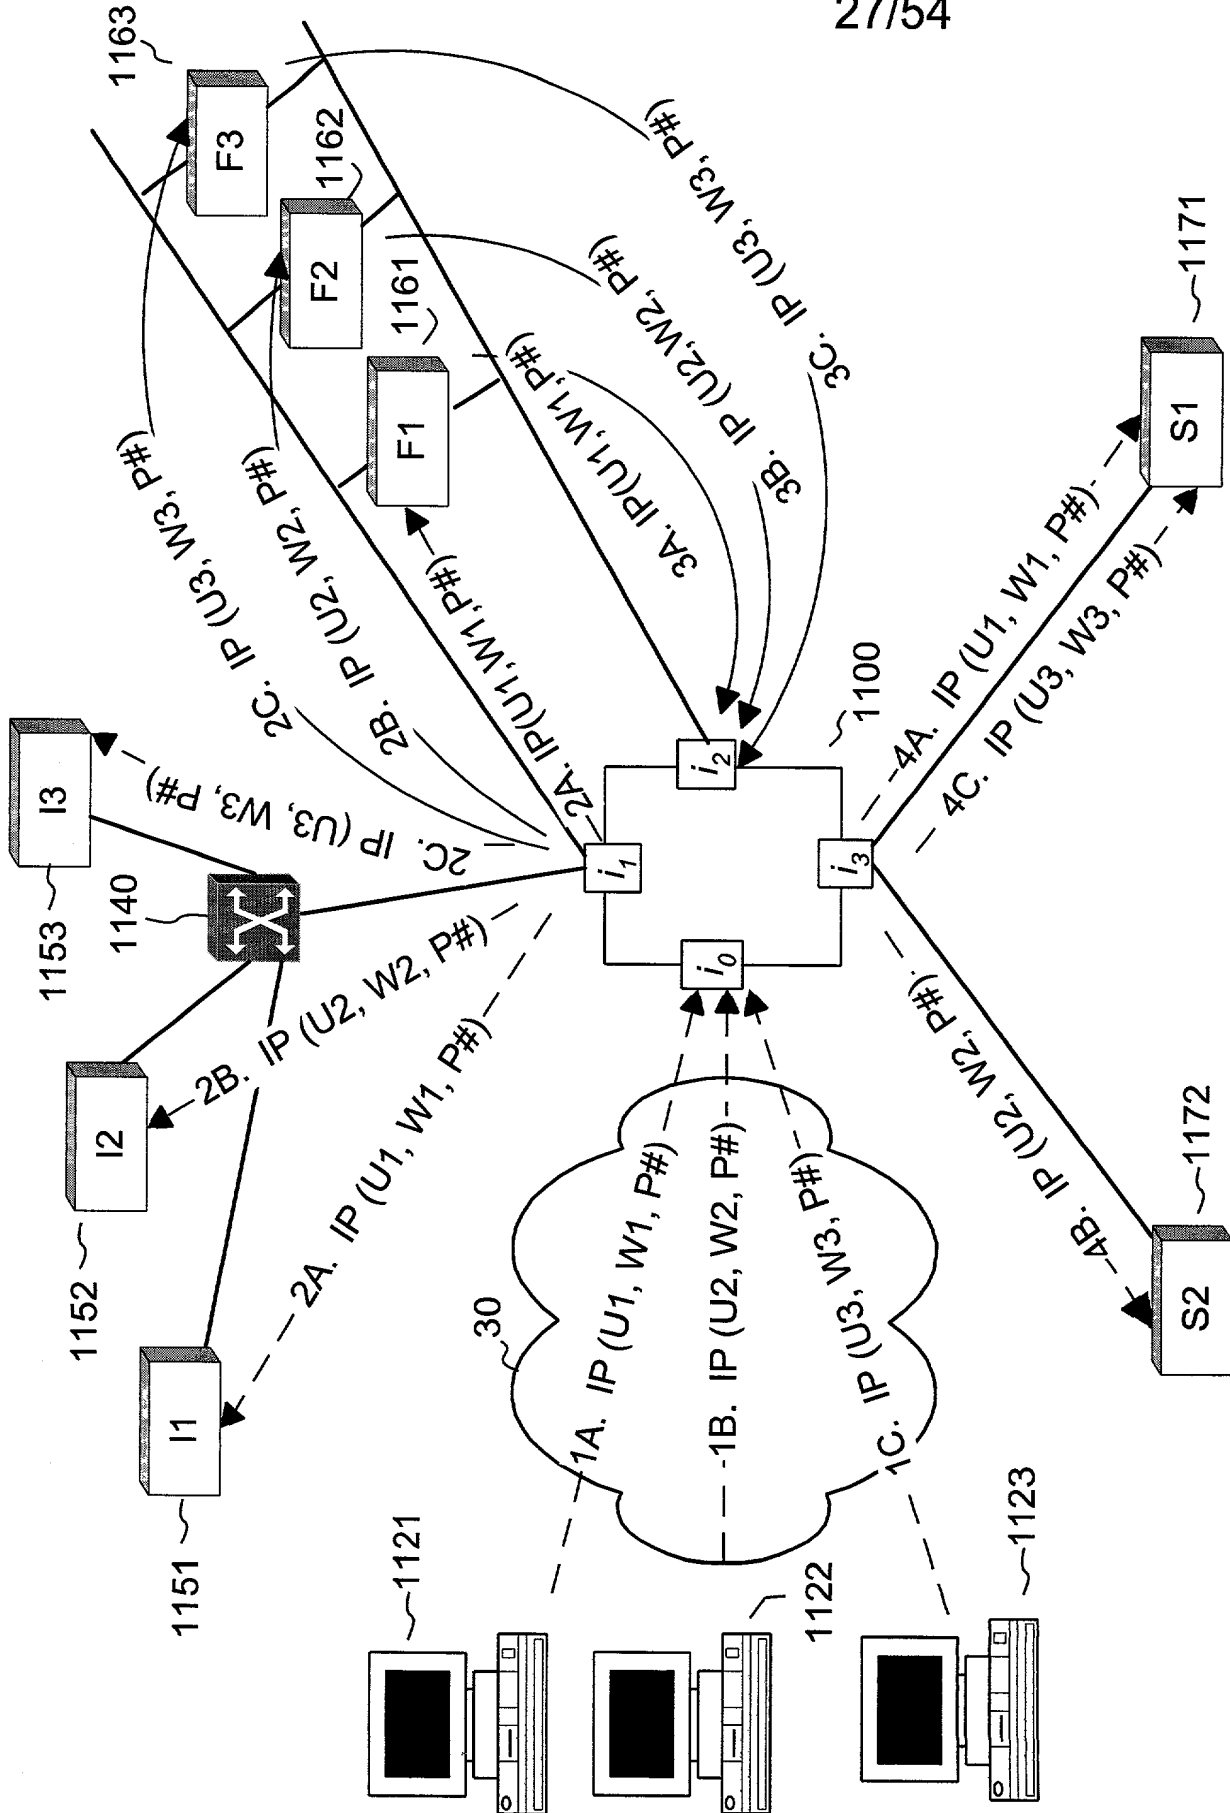 27/54
1163
F3
1162
F2
1161
F1
2C. IP (U3, W3, P#)
2B. IP (U2, W2, P#)
2A. IP(U1,W1,P#)
3A. IP(U1,W1,P#)
3B. IP (U2,W2, P#)
3C. IP (U3, W3, P#)
I3
1153
1140
I2
1152
I1
1151
2C. IP (U3, W3, P#)
2B. IP (U2, W2, P#)
2A. IP (U1, W1, P#)
i1
i2
i0
i3
1100
30
1A. IP (U1, W1, P#)
1B. IP (U2, W2, P#)
1C. IP (U3, W3, P#)
1121
1122
1123
4A. IP (U1, W1, P#)
4C. IP (U3, W3, P#)
4B. IP (U2, W2, P#)
S1
1171
S2
1172